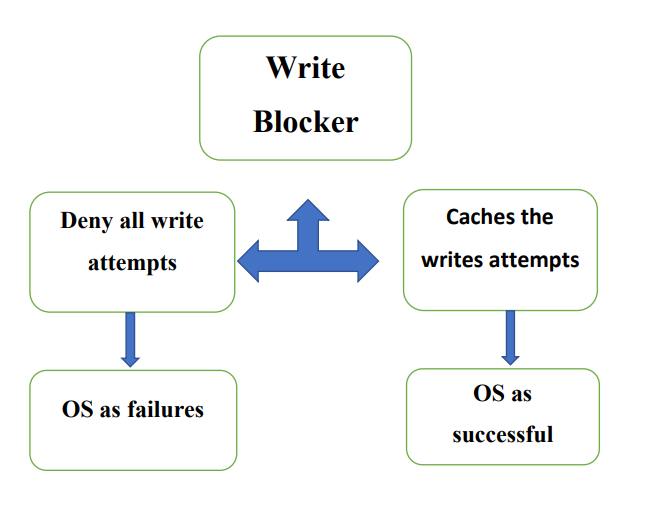 Write
Blocker
Deny all write
attempts
Caches the
writes attempts
OS as failures
OS as
successful